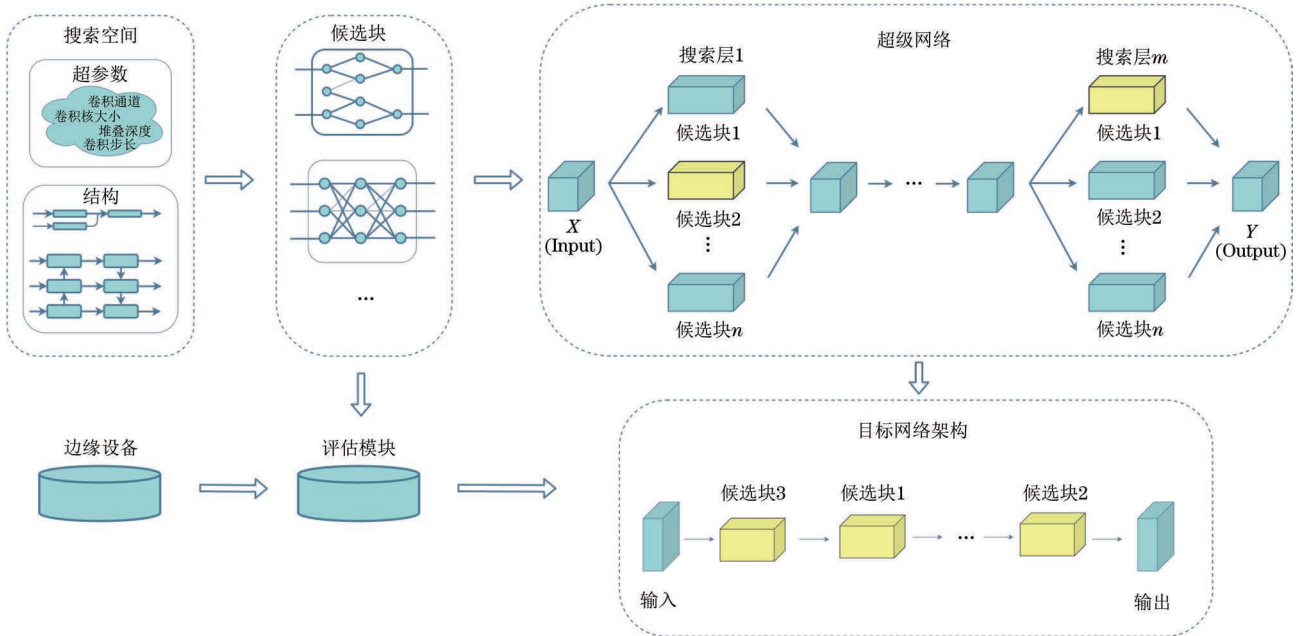 搜索空间
超参数
卷积通道
卷积核大小
堆叠深度
卷积步长
结构
候选块
...
超级网络
搜索层1
候选块1
候选块2
⋮
候选块n
X
(Input)
...
搜索层m
候选块1
候选块2
⋮
候选块n
Y
(Output)
边缘设备
评估模块
目标网络架构
候选块3
候选块1
...
候选块2
输入
输出